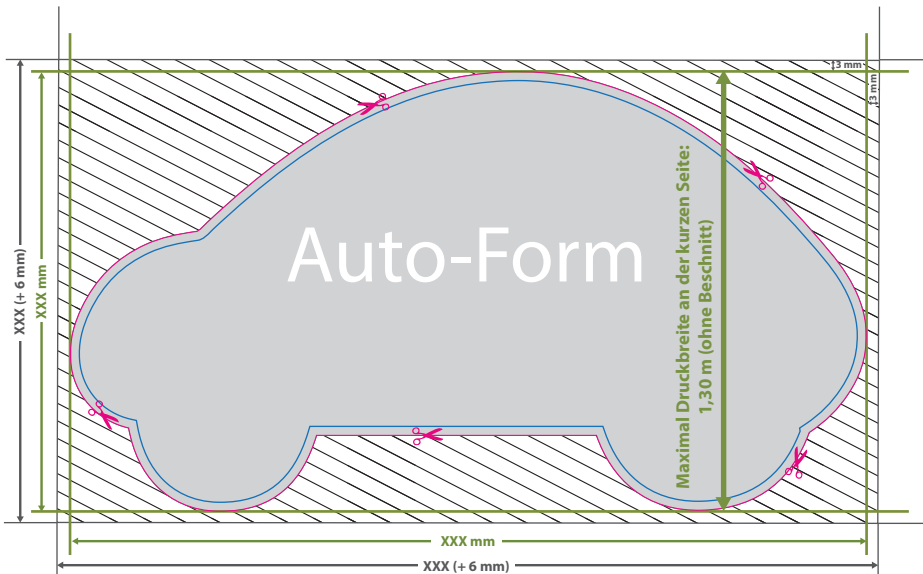 3 mm
3 mm
Auto-Form
Maximal Druckbreite an der kurzen Seite:
1,30 m (ohne Beschnitt)
XXX (+ 6 mm)
XXX mm
XXX mm
XXX (+ 6 mm)